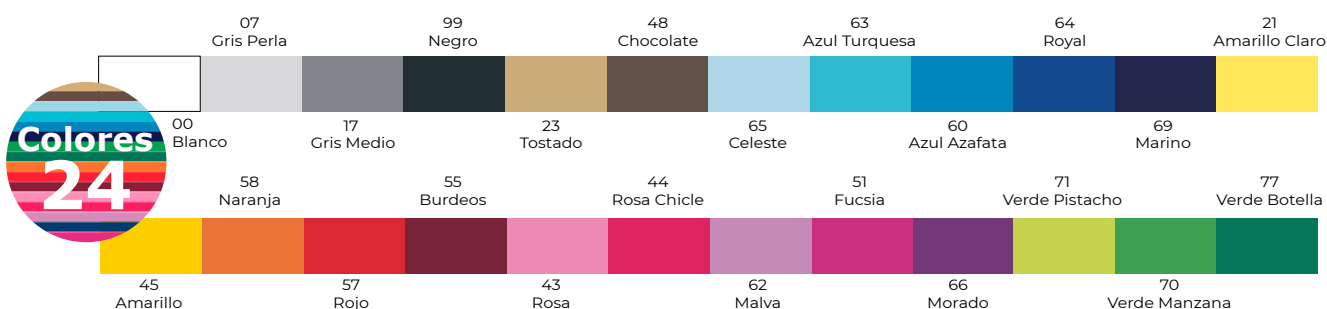 07
Gris Perla
99
Negro
48
Chocolate
63
Azul Turquesa
64
Royal
21
Amarillo Claro
00
Blanco
17
Gris Medio
23
Tostado
65
Celeste
60
Azul Azafata
69
Marino
Colores
24
58
Naranja
55
Burdeos
44
Rosa Chicle
51
Fucsia
71
Verde Pistacho
77
Verde Botella
45
Amarillo
57
Rojo
43
Rosa
62
Malva
66
Morado
70
Verde Manzana